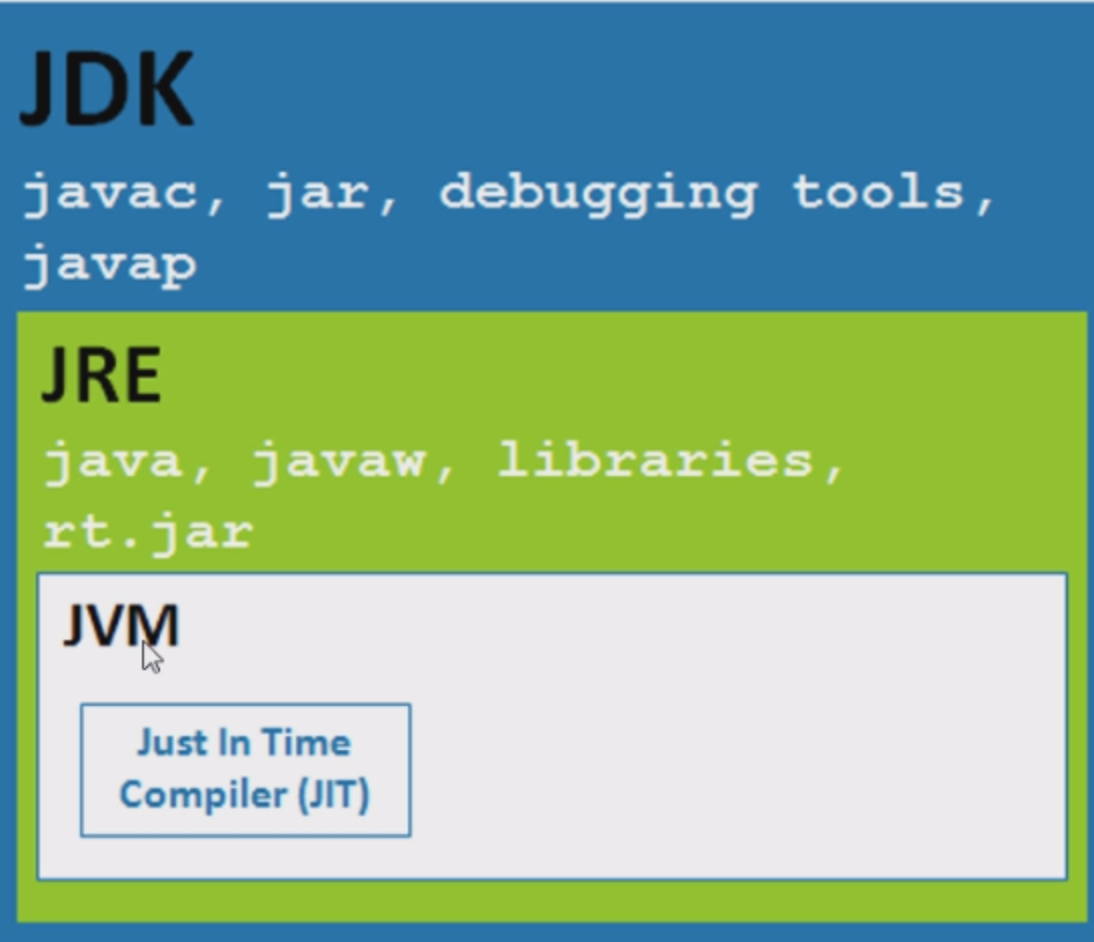 JDK
javac, jar, debugging tools,
javap
JRE
java, javaw, libraries,
rt.jar
JVM
Just In Time
Compiler (JIT)